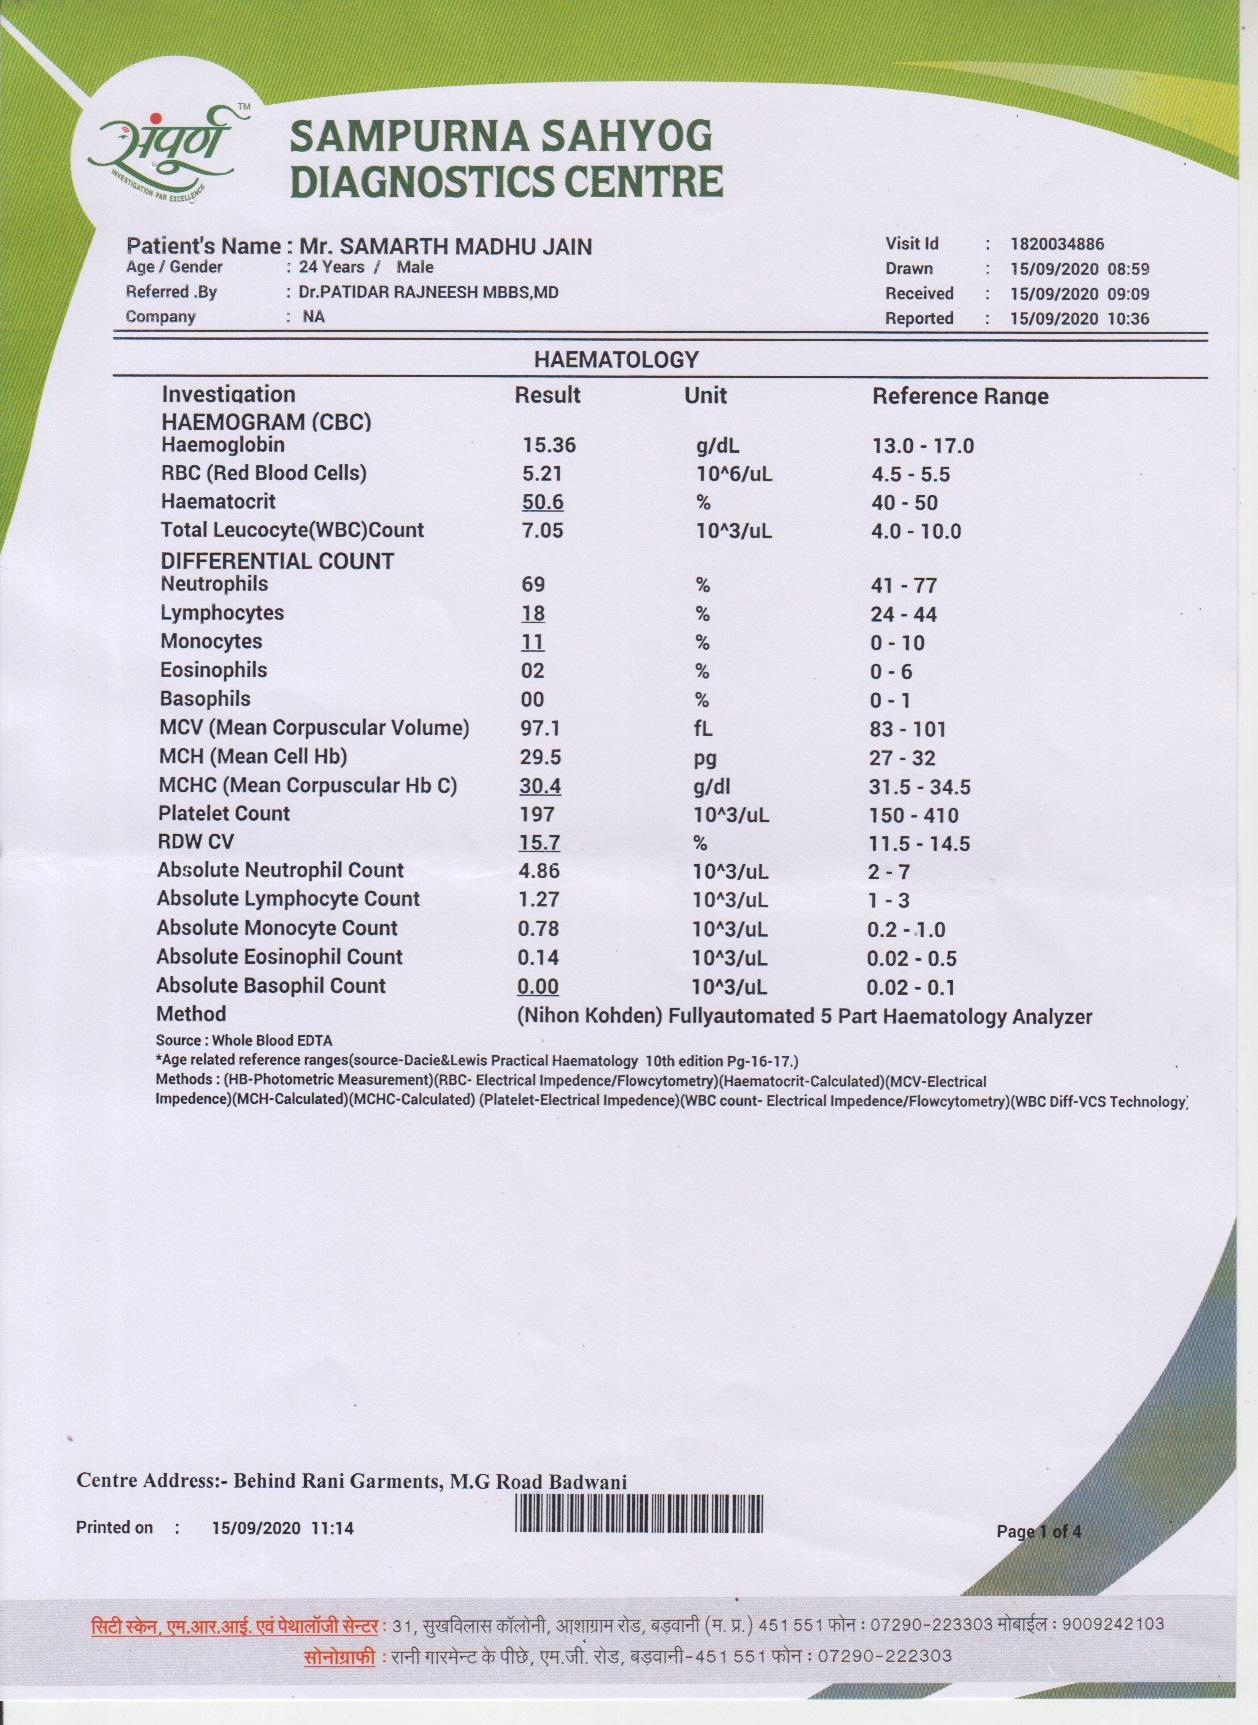 संपूर्ण TM
INVESTIGATION PAR EXCELLENCE
SAMPURNA SAHYOG
DIAGNOSTICS CENTRE
Patient's Name : Mr. SAMARTH MADHU JAIN Visit Id : 1820034886
Age / Gender : 24 Years / Male Drawn : 15/09/2020 08:59
Referred .By : Dr.PATIDAR RAJNEESH MBBS,MD Received : 15/09/2020 09:09
Company : NA Reported : 15/09/2020 10:36
HAEMATOLOGY
Investigation Result Unit Reference Range
HAEMOGRAM (CBC)
Haemoglobin 15.36 g/dL 13.0 - 17.0
RBC (Red Blood Cells) 5.21 10^6/uL 4.5 - 5.5
Haematocrit 50.6 % 40 - 50
Total Leucocyte(WBC)Count 7.05 10^3/uL 4.0 - 10.0
DIFFERENTIAL COUNT
Neutrophils 69 % 41 - 77
Lymphocytes 18 % 24 - 44
Monocytes 11 % 0 - 10
Eosinophils 02 % 0 - 6
Basophils 00 % 0 - 1
MCV (Mean Corpuscular Volume) 97.1 fL 83 - 101
MCH (Mean Cell Hb) 29.5 pg 27 - 32
MCHC (Mean Corpuscular Hb C) 30.4 g/dl 31.5 - 34.5
Platelet Count 197 10^3/uL 150 - 410
RDW CV 15.7 % 11.5 - 14.5
Absolute Neutrophil Count 4.86 10^3/uL 2 - 7
Absolute Lymphocyte Count 1.27 10^3/uL 1 - 3
Absolute Monocyte Count 0.78 10^3/uL 0.2 - 1.0
Absolute Eosinophil Count 0.14 10^3/uL 0.02 - 0.5
Absolute Basophil Count 0.00 10^3/uL 0.02 - 0.1
Method (Nihon Kohden) Fullyautomated 5 Part Haematology Analyzer
Source : Whole Blood EDTA
*Age related reference ranges(source-Dacie&Lewis Practical Haematology 10th edition Pg-16-17.)
Methods : (HB-Photometric Measurement)(RBC- Electrical Impedence/Flowcytometry)(Haematocrit-Calculated)(MCV-Electrical
Impedence)(MCH-Calculated)(MCHC-Calculated) (Platelet-Electrical Impedence)(WBC count- Electrical Impedence/Flowcytometry)(WBC Diff-VCS Technology)
Centre Address:- Behind Rani Garments, M.G Road Badwani
Printed on : 15/09/2020 11:14 Page 1 of 4
सिटी स्केन, एम.आर.आई. एवं पेथालॉजी सेन्टर : 31, सुखविलास कॉलोनी, आशाग्राम रोड, बड़वानी (म. प्र.) 451 551 फोन : 07290-223303 मोबाईल : 9009242103
सोनोग्राफी : रानी गारमेन्ट के पीछे, एम.जी. रोड, बड़वानी-451 551 फोन : 07290-222303